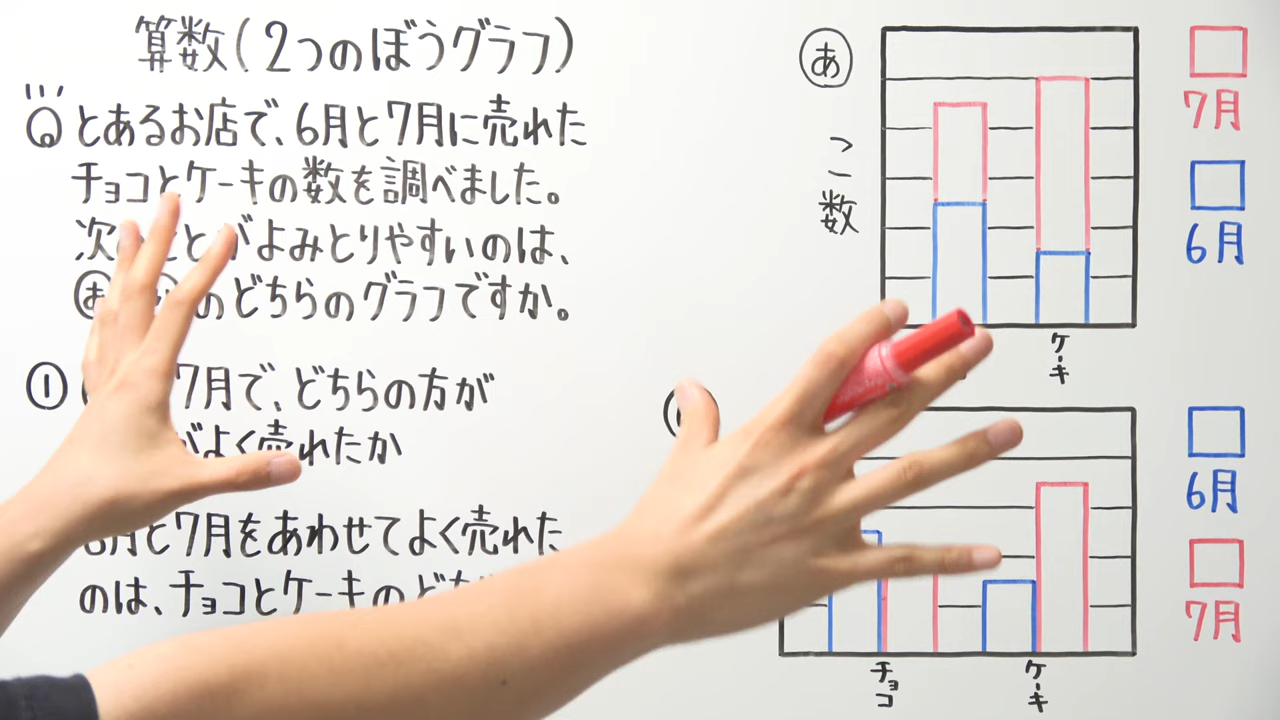 算数(2つのぼうグラフ)
Q とあるお店で、6月と7月に売れた
チョコとケーキの数を調べました。
次 とがよみとりやすいのは、
あ のどちらのグラフですか。
① 7月で、どちらの方が
がよく売れたか
6月と7月をあわせてよく売れた
のは、チョコとケーキのどち
あ
こ数
ケーキ
7月
6月
チョコ
ケーキ
6月
7月